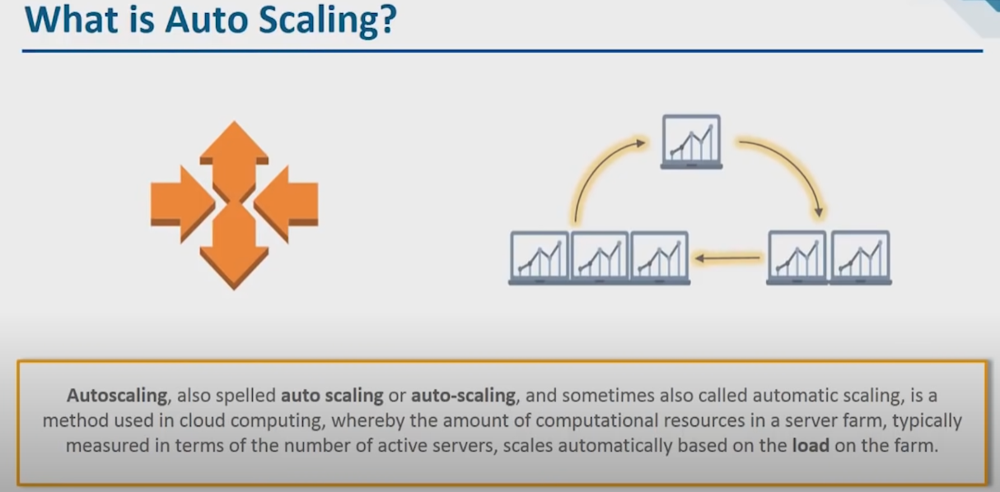 What is Auto Scaling?
Autoscaling, also spelled auto scaling or auto-scaling, and sometimes also called automatic scaling, is a
method used in cloud computing, whereby the amount of computational resources in a server farm, typically
measured in terms of the number of active servers, scales automatically based on the load on the farm.